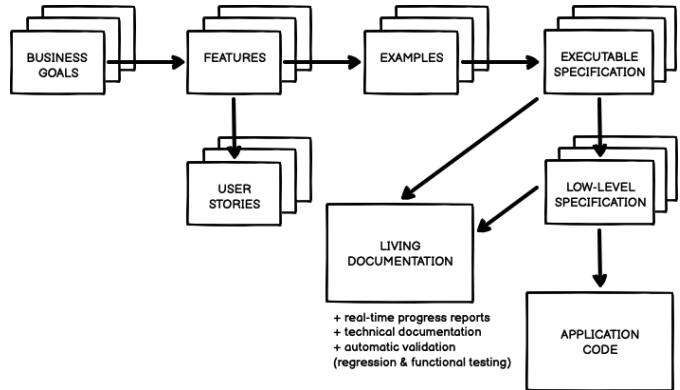 BUSINESS
GOALS
FEATURES
EXAMPLES
EXECUTABLE
SPECIFICATION
USER
STORIES
LOW-LEVEL
SPECIFICATION
LIVING
DOCUMENTATION
+ real-time progress reports
+ technical documentation
+ automatic validation
(regression & functional testing)
APPLICATION
CODE